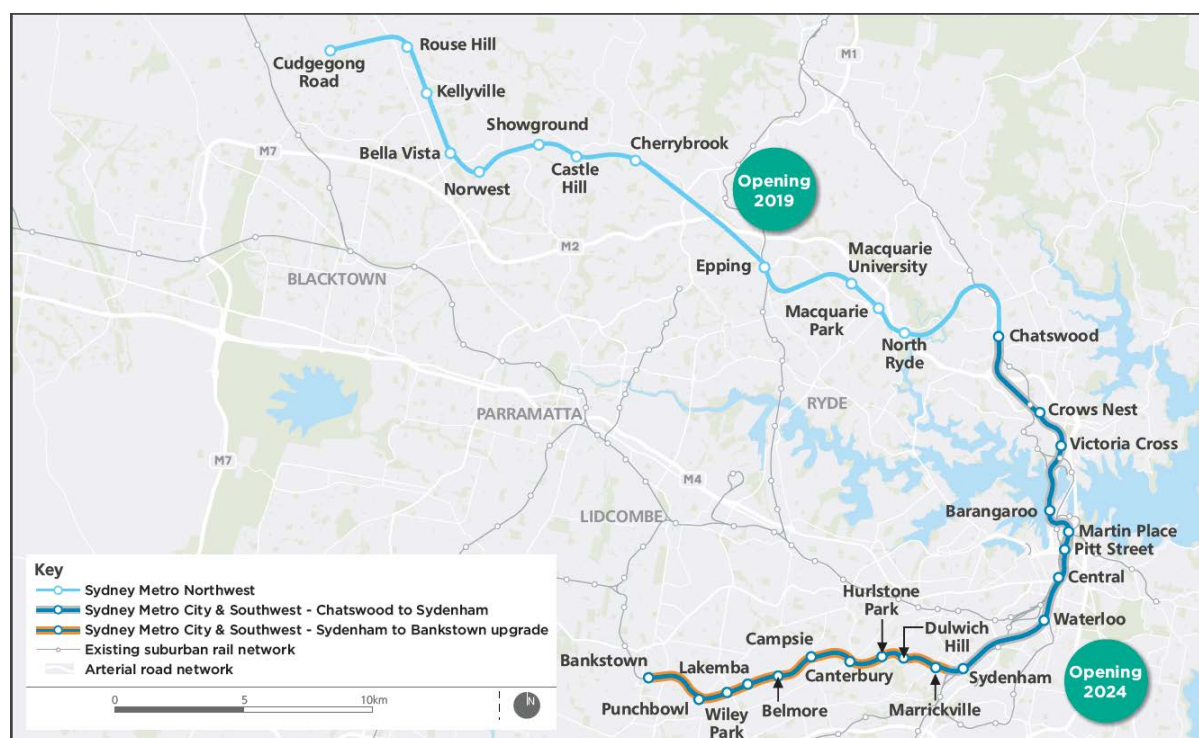 Cudgegong
Road
Rouse Hill
Kellyville
Showground
Cherrybrook
M1
M7
Bella Vista
Norwest
Castle
Hill
Opening
2019
M2
BLACKTOWN
Epping
Macquarie
University
Macquarie
Park
North
Ryde
Chatswood
PARRAMATTA
RYDE
Crows Nest
Victoria Cross
M7
M4
LIDCOMBE
Barangaroo
Martin Place
Pitt Street
Central
Waterloo
Hurlstone
Park
Dulwich
Hill
Campsie
Bankstown
Lakemba
Canterbury
Sydenham
Punchbowl
Wiley
Park
Belmore
Marrickville
Opening
2024
Key
Sydney Metro Northwest
Sydney Metro City & Southwest - Chatswood to Sydenham
Sydney Metro City & Southwest - Sydenham to Bankstown upgrade
Existing suburban rail network
Arterial road network
0 5 10km
N